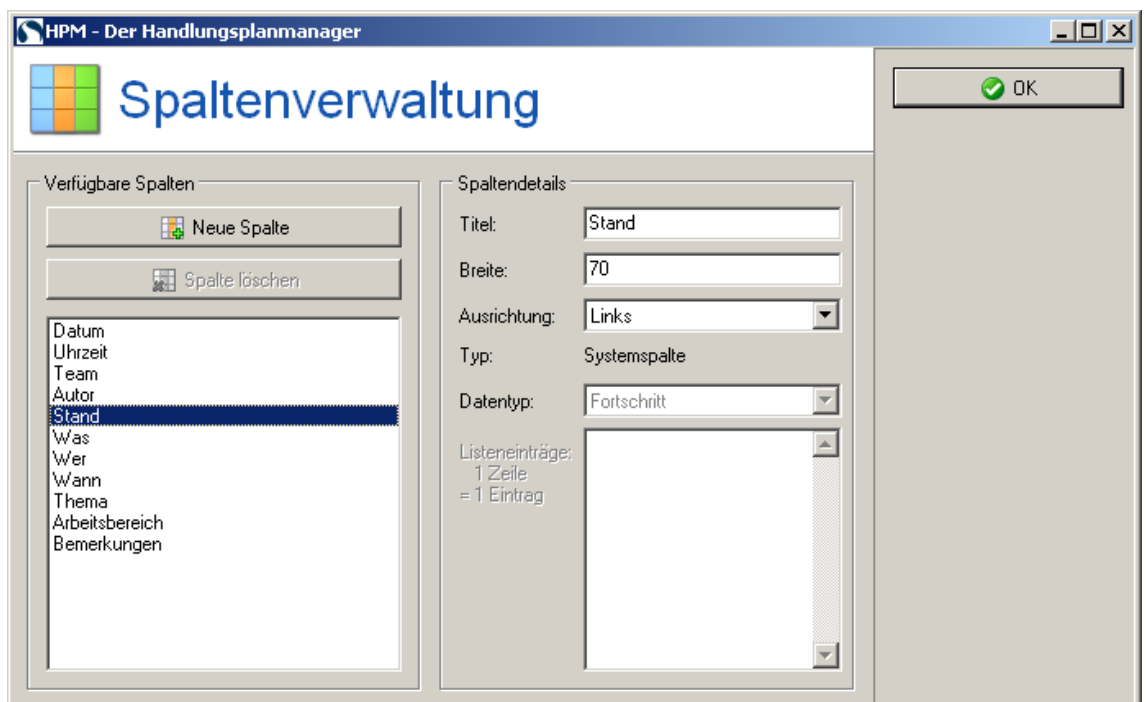 HPM - Der Handlungsplanmanager
Spaltenverwaltung
OK
Verfügbare Spalten
Neue Spalte
Spalte löschen
Datum
Uhrzeit
Team
Autor
Stand
Was
Wer
Wann
Thema
Arbeitsbereich
Bemerkungen
Spaltendetails
Titel: Stand
Breite: 70
Ausrichtung: Links
Typ: Systemspalte
Datentyp: Fortschritt
Listeneinträge:
1 Zeile
= 1 Eintrag